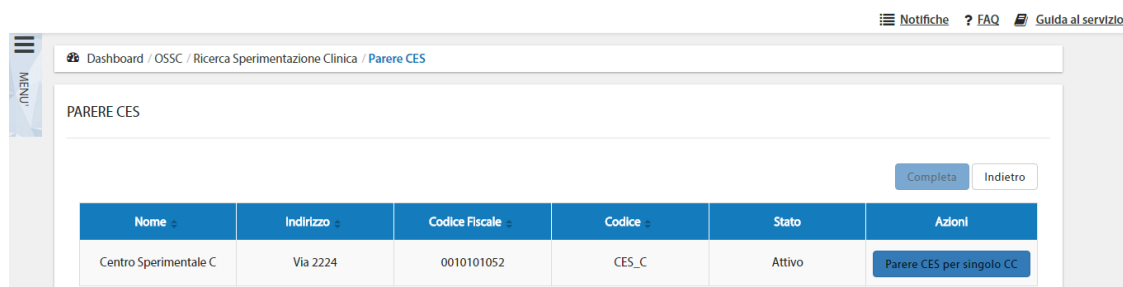 Notifiche ? FAQ Guida al servizio
MENU'
Dashboard / OSSC / Ricerca Sperimentazione Clinica / Parere CES
PARERE CES
Completa Indietro
Nome Indirizzo Codice Fiscale Codice Stato Azioni
Centro Sperimentale C Via 2224 0010101052 CES_C Attivo Parere CES per singolo CC